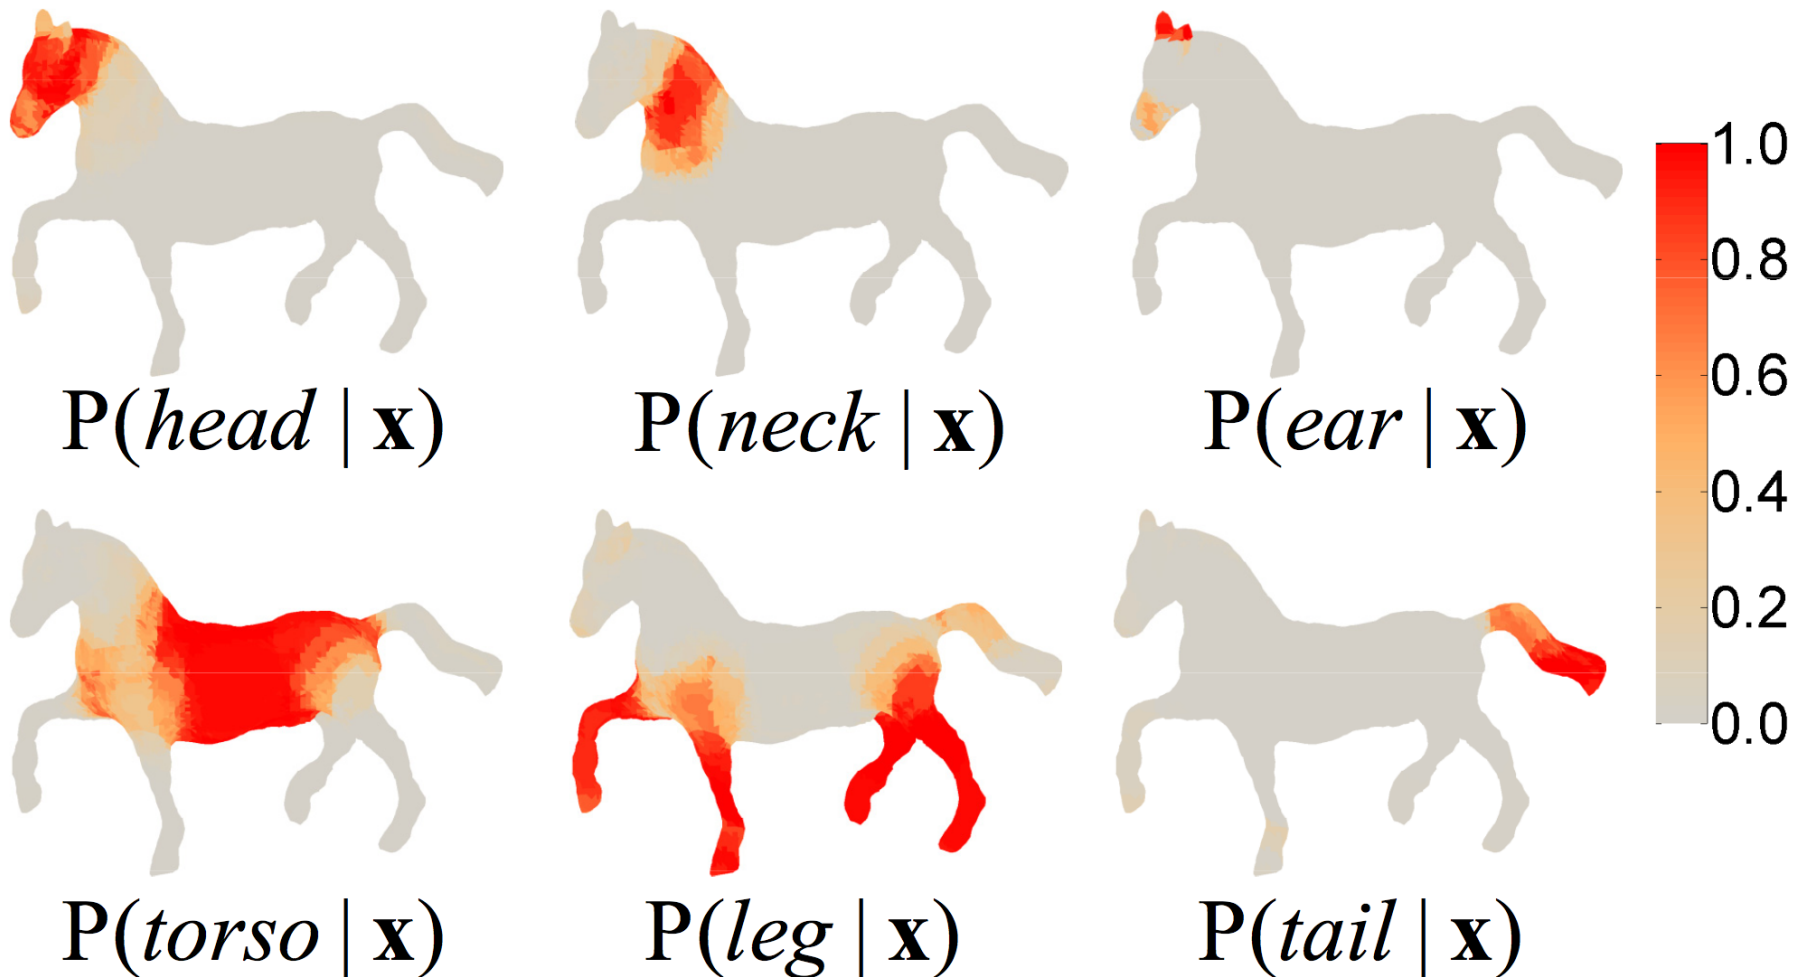 P(head | x)
P(neck | x)
P(ear | x)
1.0
0.8
0.6
0.4
0.2
0.0
P(torso | x)
P(leg | x)
P(tail | x)